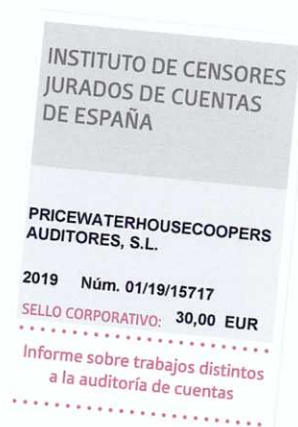 INSTITUTO DE CENSORES
JURADOS DE CUENTAS
DE ESPAÑA
PRICEWATERHOUSECOOPERS
AUDITORES, S.L.
2019 Núm. 01/19/15717
SELLO CORPORATIVO: 30,00 EUR
Informe sobre trabajos distintos
a la auditoría de cuentas